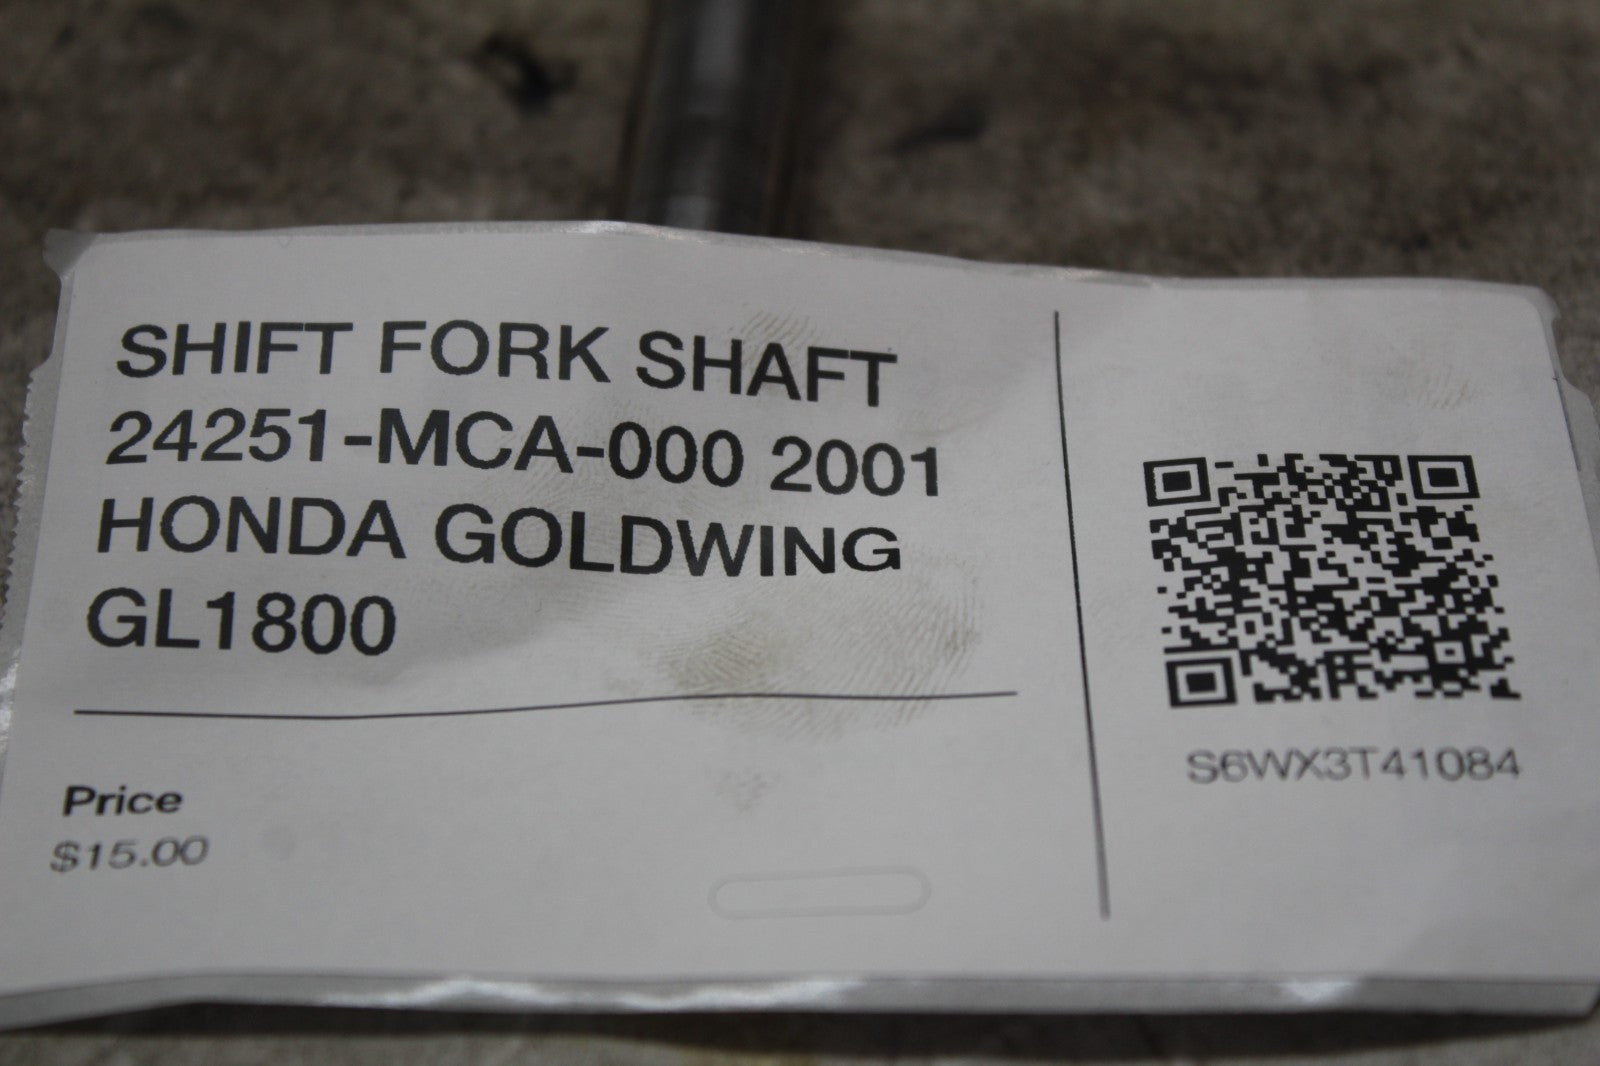 SHIFT FORK SHAFT
24251-MCA-000 2001
HONDA GOLDWING
GL1800
Price
$15.00
S6WX3T41084